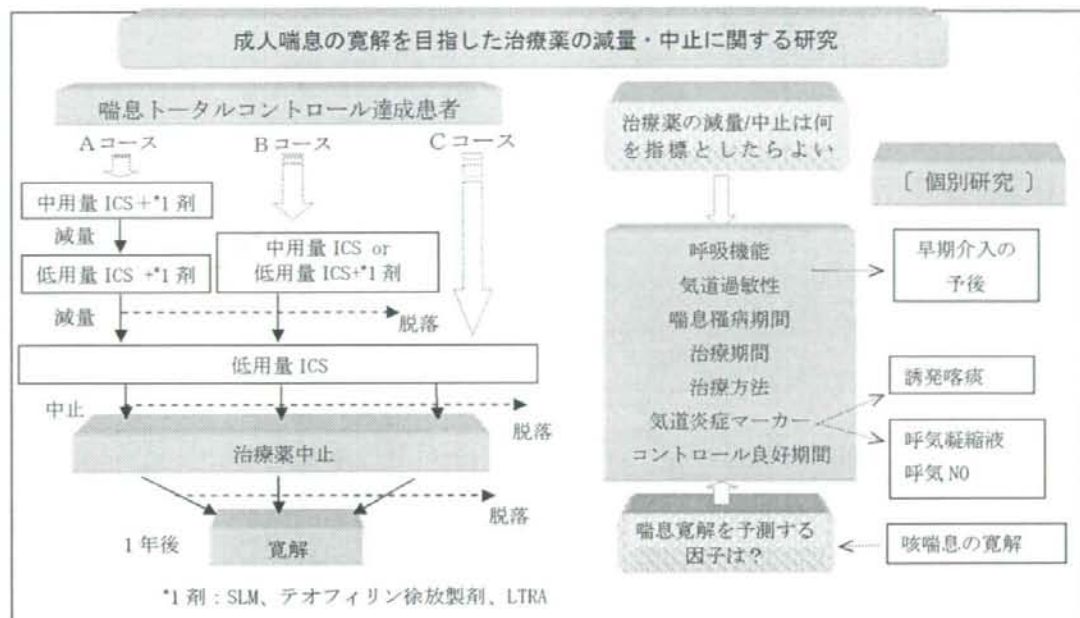 成人喘息の寛解を目指した治療薬の減量・中止に関する研究
喘息トータルコントロール達成患者
Aコース
Bコース
Cコース
中用量 ICS+*1 剤
減量
低用量 ICS +*1 剤
中用量 ICS or
低用量 ICS+*1 剤
減量
脱落
低用量 ICS
中止
脱落
治療薬中止
脱落
1 年後
寛解
*1 剤：SLM、テオフィリン徐放製剤、LTRA
治療薬の減量/中止は何
を指標としたらよい
呼吸機能
気道過敏性
喘息罹病期間
治療期間
治療方法
気道炎症マーカー
コントロール良好期間
喘息寛解を予測する
因子は？
〔 個別研究 〕
早期介入の
予後
誘発喀痰
呼気凝縮液
呼気 NO
咳喘息の寛解